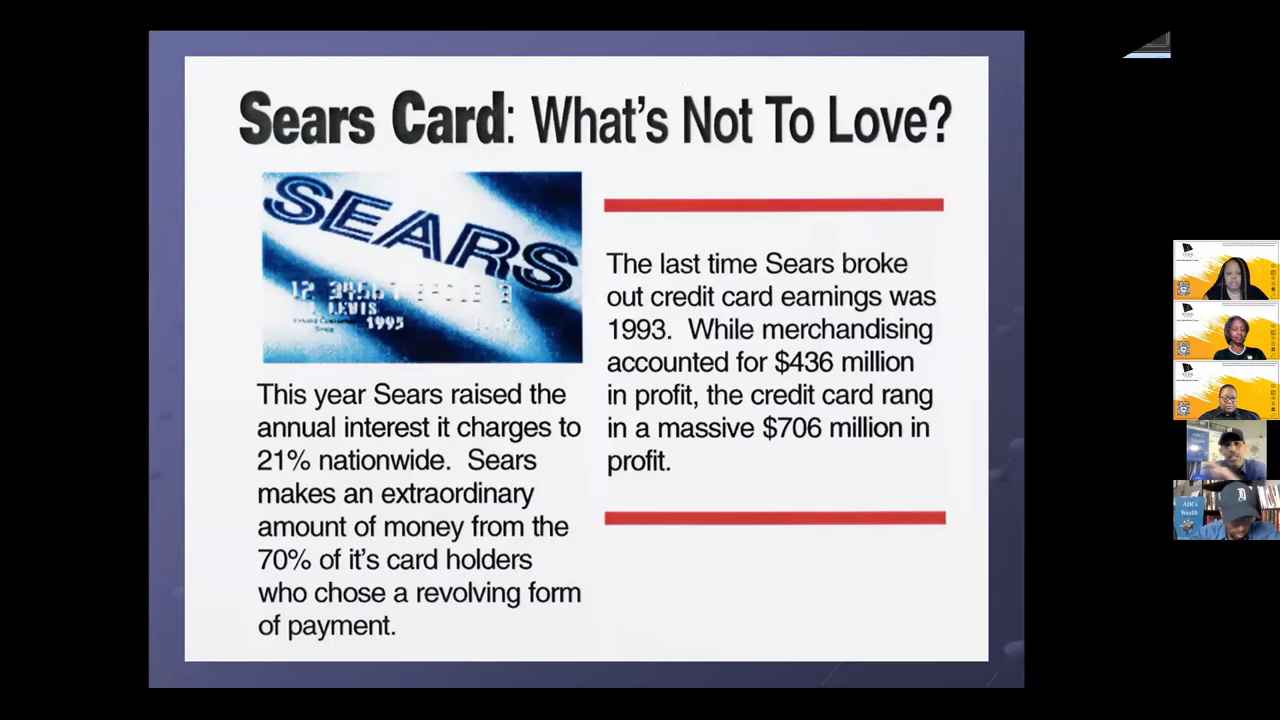 Sears Card: What's Not To Love?
SEARS
LEWIS
1995
This year Sears raised the
annual interest it charges to
21% nationwide. Sears
makes an extraordinary
amount of money from the
70% of it's card holders
who chose a revolving form
of payment.
The last time Sears broke
out credit card earnings was
1993. While merchandising
accounted for $436 million
in profit, the credit card rang
in a massive $706 million in
profit.
ABCs
Wealth